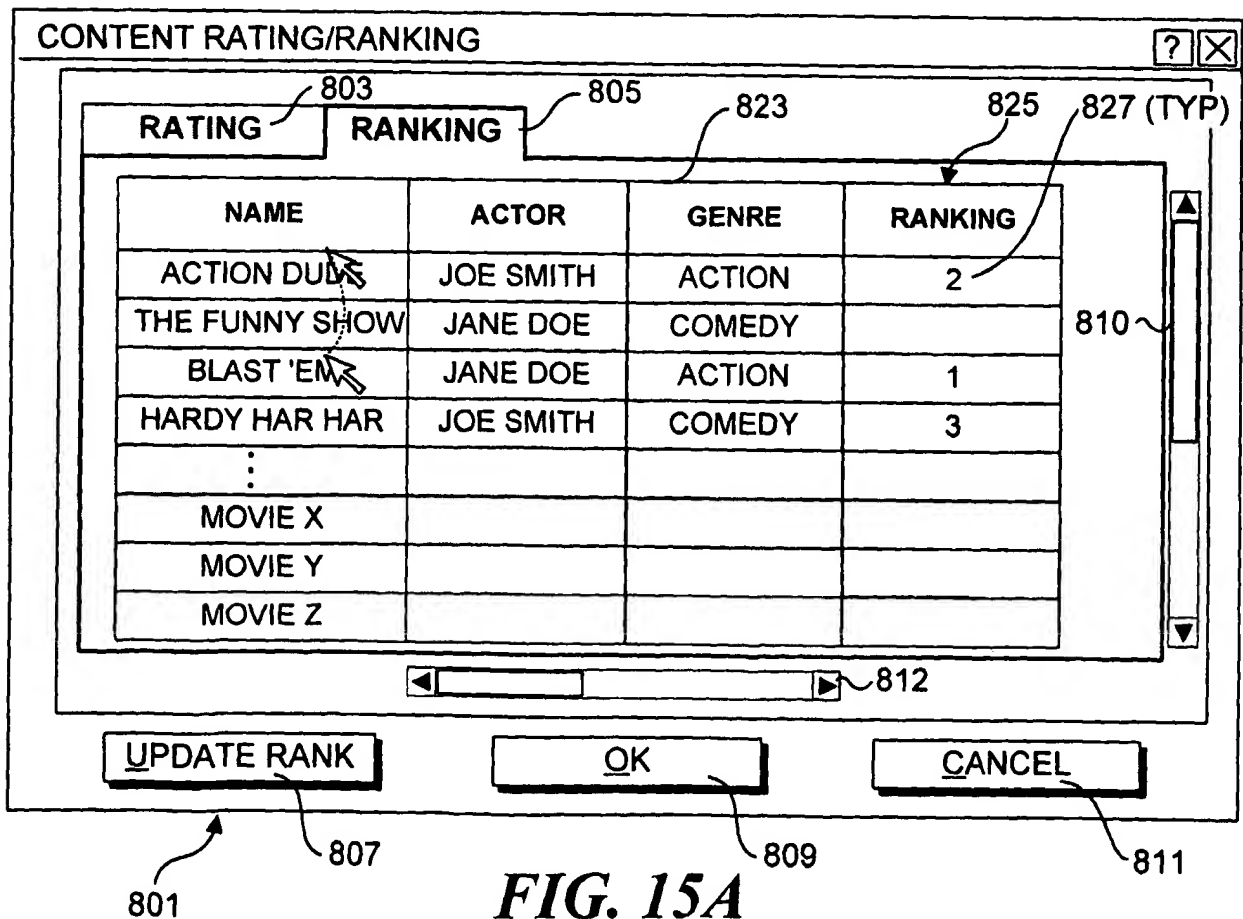 CONTENT RATING/RANKING ? X
803 805 823 825 827 (TYP)
RATING RANKING
NAME ACTOR GENRE RANKING
ACTION DUDE JOE SMITH ACTION 2
THE FUNNY SHOW JANE DOE COMEDY
810
BLAST 'EM JANE DOE ACTION 1
HARDY HAR HAR JOE SMITH COMEDY 3
⋮
MOVIE X
MOVIE Y
MOVIE Z
812
UPDATE RANK OK CANCEL
801 807 809 811
FIG. 15A